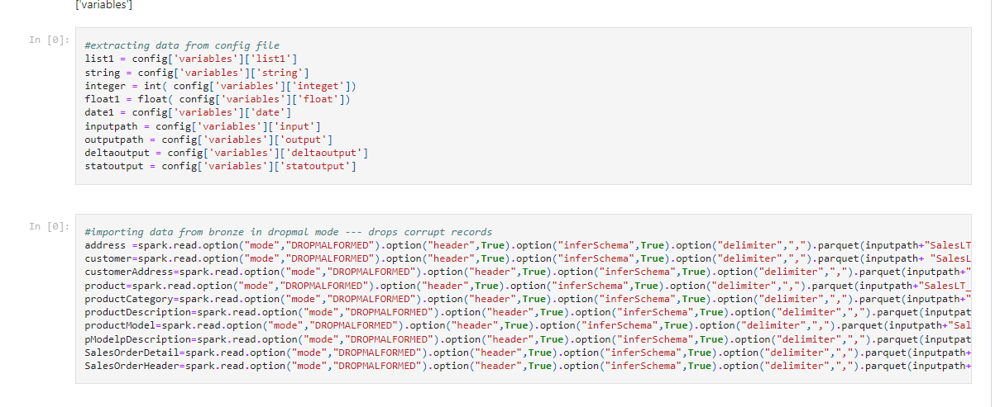 ['variables']
In [0]:
#extracting data from config file
list1 = config['variables']['list1']
string = config['variables']['string']
integer = int( config['variables']['integet'])
float1 = float( config['variables']['float'])
date1 = config['variables']['date']
inputpath = config['variables']['input']
outputpath = config['variables']['output']
deltaoutput = config['variables']['deltaoutput']
statoutput = config['variables']['statoutput']
In [0]:
#importing data from bronze in dropmal mode --- drops corrupt records
address =spark.read.option("mode","DROPMALFORMED").option("header",True).option("inferSchema",True).option("delimiter",",").parquet(inputpath+"SalesLT
customer=spark.read.option("mode","DROPMALFORMED").option("header",True).option("inferSchema",True).option("delimiter",",").parquet(inputpath+ "SalesL
customerAddress=spark.read.option("mode","DROPMALFORMED").option("header",True).option("inferSchema",True).option("delimiter",",").parquet(inputpath+"
product=spark.read.option("mode","DROPMALFORMED").option("header",True).option("inferSchema",True).option("delimiter",",").parquet(inputpath+"SalesLT_
productCategory=spark.read.option("mode","DROPMALFORMED").option("header",True).option("inferSchema",True).option("delimiter",",").parquet(inputpath+"
productDescription=spark.read.option("mode","DROPMALFORMED").option("header",True).option("inferSchema",True).option("delimiter",",").parquet(inputpat
productModel=spark.read.option("mode","DROPMALFORMED").option("header",True).option("inferSchema",True).option("delimiter",",").parquet(inputpath+"Sal
pModelpDescription=spark.read.option("mode","DROPMALFORMED").option("header",True).option("inferSchema",True).option("delimiter",",").parquet(inputpat
SalesOrderDetail=spark.read.option("mode","DROPMALFORMED").option("header",True).option("inferSchema",True).option("delimiter",",").parquet(inputpath+
SalesOrderHeader=spark.read.option("mode","DROPMALFORMED").option("header",True).option("inferSchema",True).option("delimiter",",").parquet(inputpath+